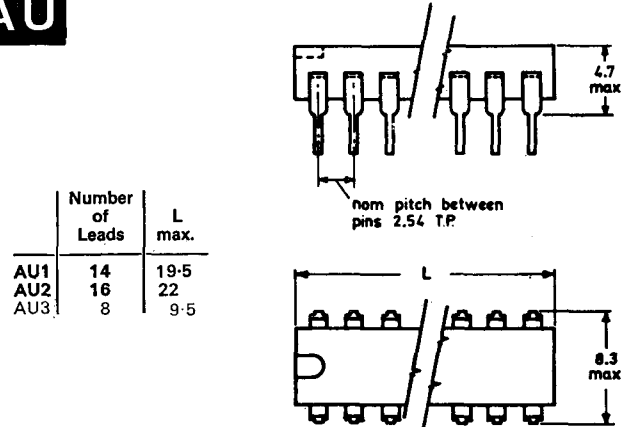 AU
4.7
max
nom pitch between
pins 2.54 T.P.
Number
of
Leads
L
max.
AU1 14 19·5
AU2 16 22
AU3 8 9·5
L
8.3
max